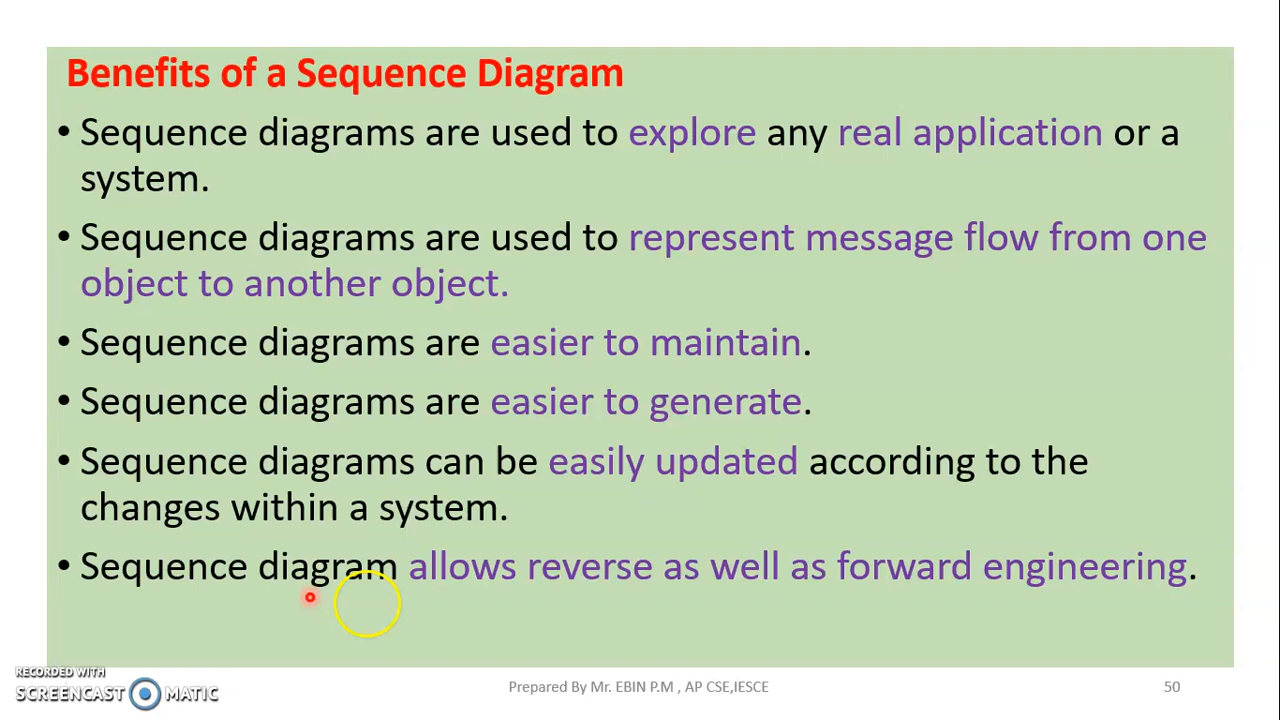 Benefits of a Sequence Diagram
• Sequence diagrams are used to explore any real application or a
system.
• Sequence diagrams are used to represent message flow from one
object to another object.
• Sequence diagrams are easier to maintain.
• Sequence diagrams are easier to generate.
• Sequence diagrams can be easily updated according to the
changes within a system.
• Sequence diagram allows reverse as well as forward engineering.
RECORDED WITH
SCREENCAST MATIC
Prepared By Mr. EBIN P.M , AP CSE,IESCE
50